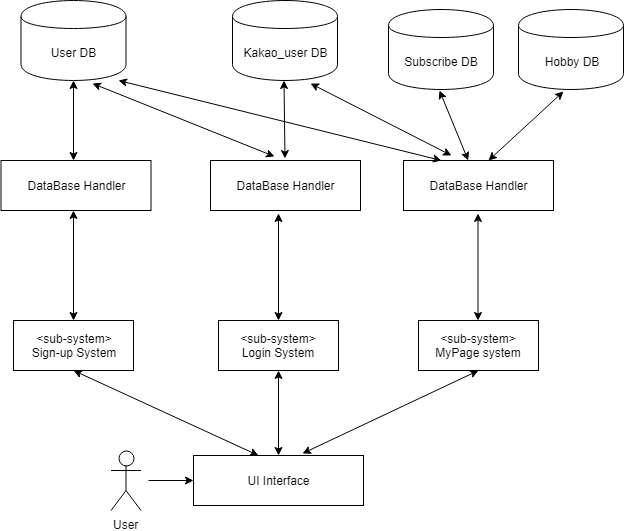 User DB
Kakao_user DB
Subscribe DB
Hobby DB
DataBase Handler
DataBase Handler
DataBase Handler
<sub-system>
Sign-up System
<sub-system>
Login System
<sub-system>
MyPage system
UI Interface
User